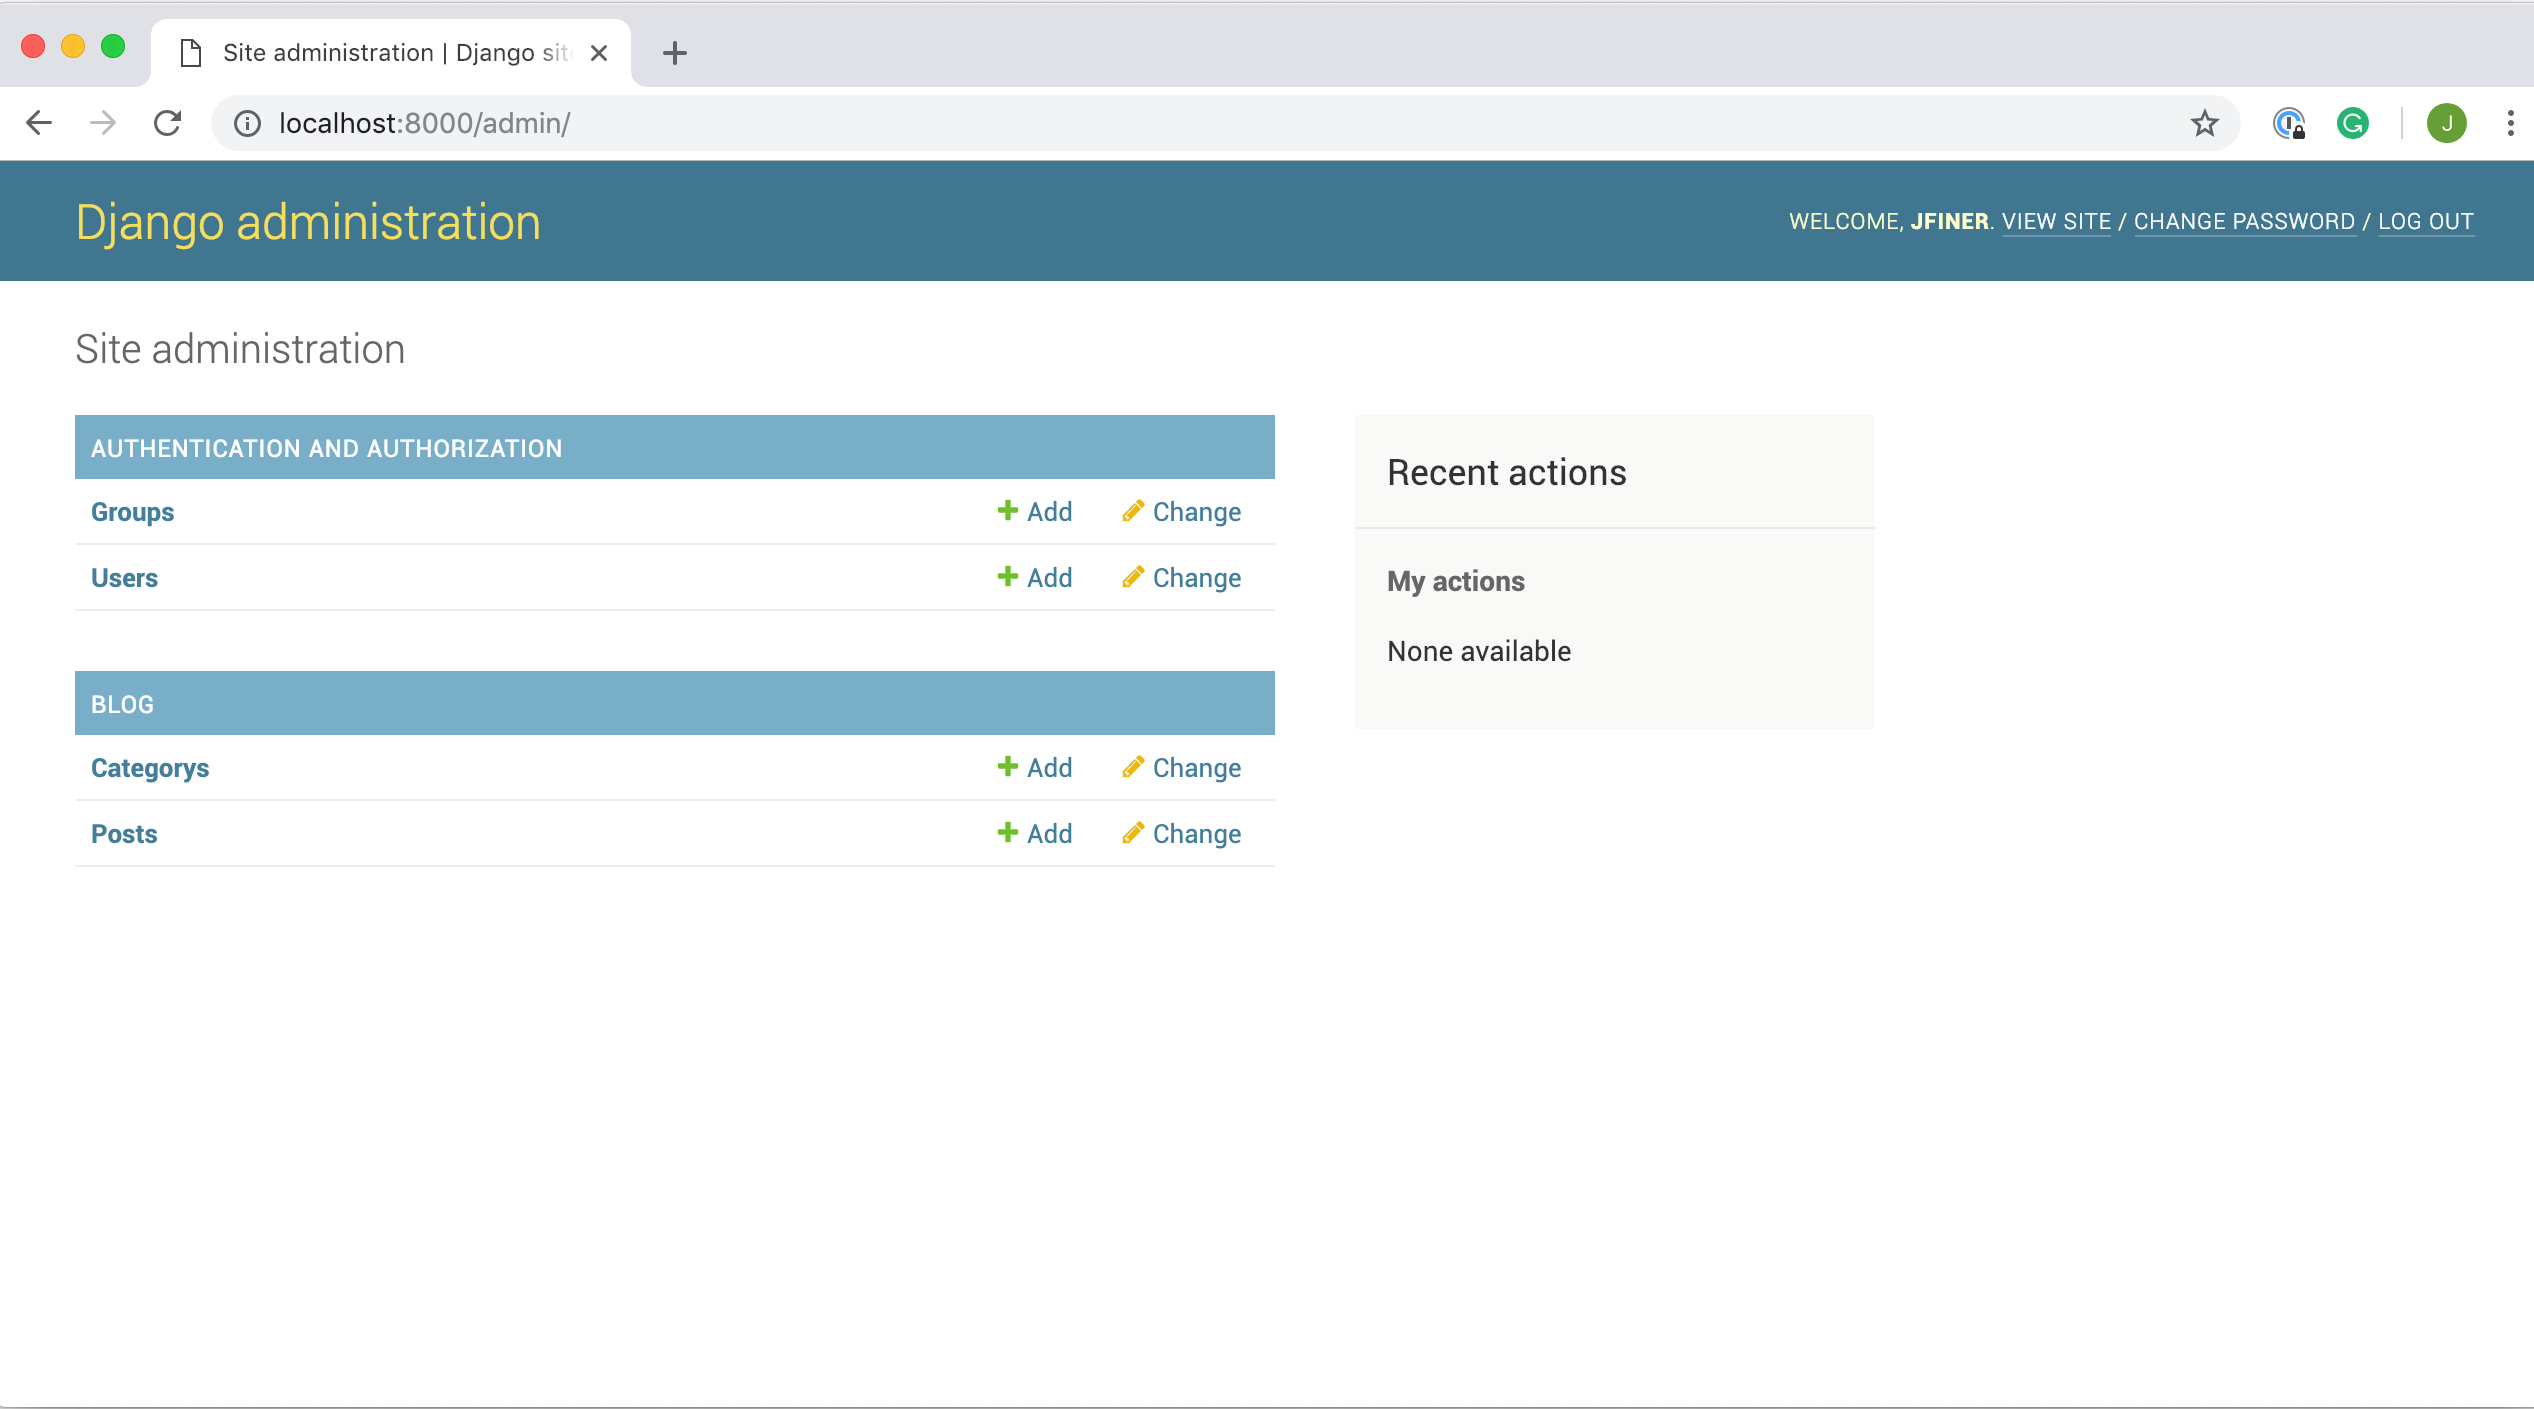 Site administration | Django sit
localhost:8000/admin/
J
Django administration
WELCOME, JFINER. VIEW SITE / CHANGE PASSWORD / LOG OUT
Site administration
AUTHENTICATION AND AUTHORIZATION
Groups Add Change
Users Add Change
BLOG
Categorys Add Change
Posts Add Change
Recent actions
My actions
None available